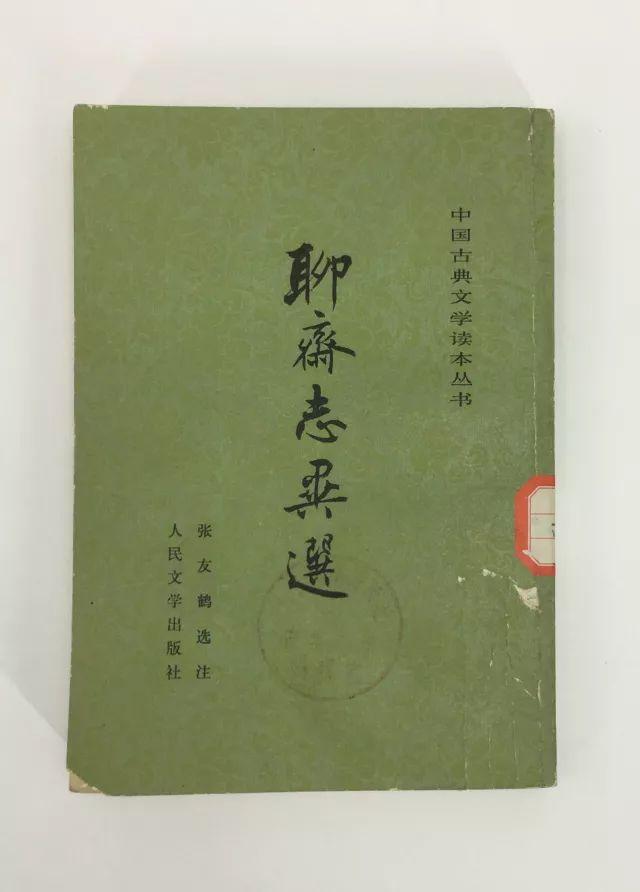 中国古典文学读本丛书
聊齋志異選
张友鹤选注
人民文学出版社